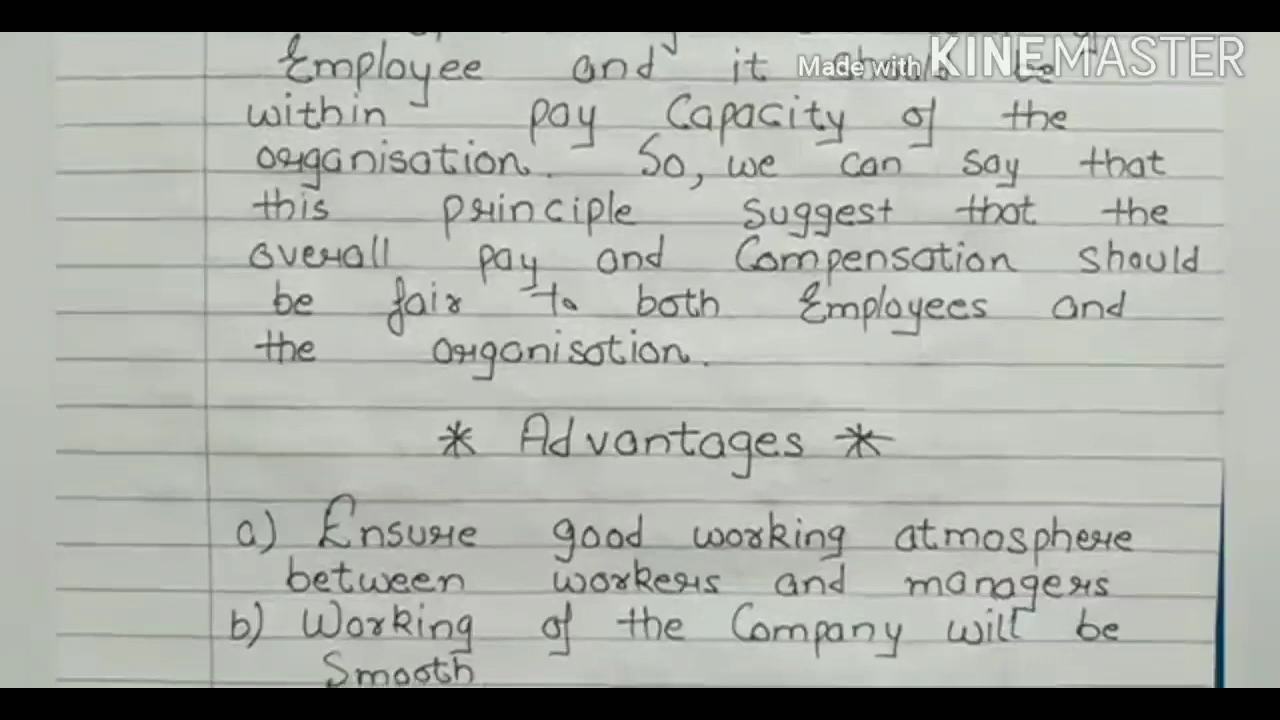 Made with KINEMASTER
Employee and it should be
within pay Capacity of the
organisation. So, we can say that
this principle suggest that the
overall pay and Compensation should
be fair to both Employees and
the organisation.
* Advantages *
a) Ensure good working atmosphere
between workers and managers
b) Working of the Company will be
Smooth